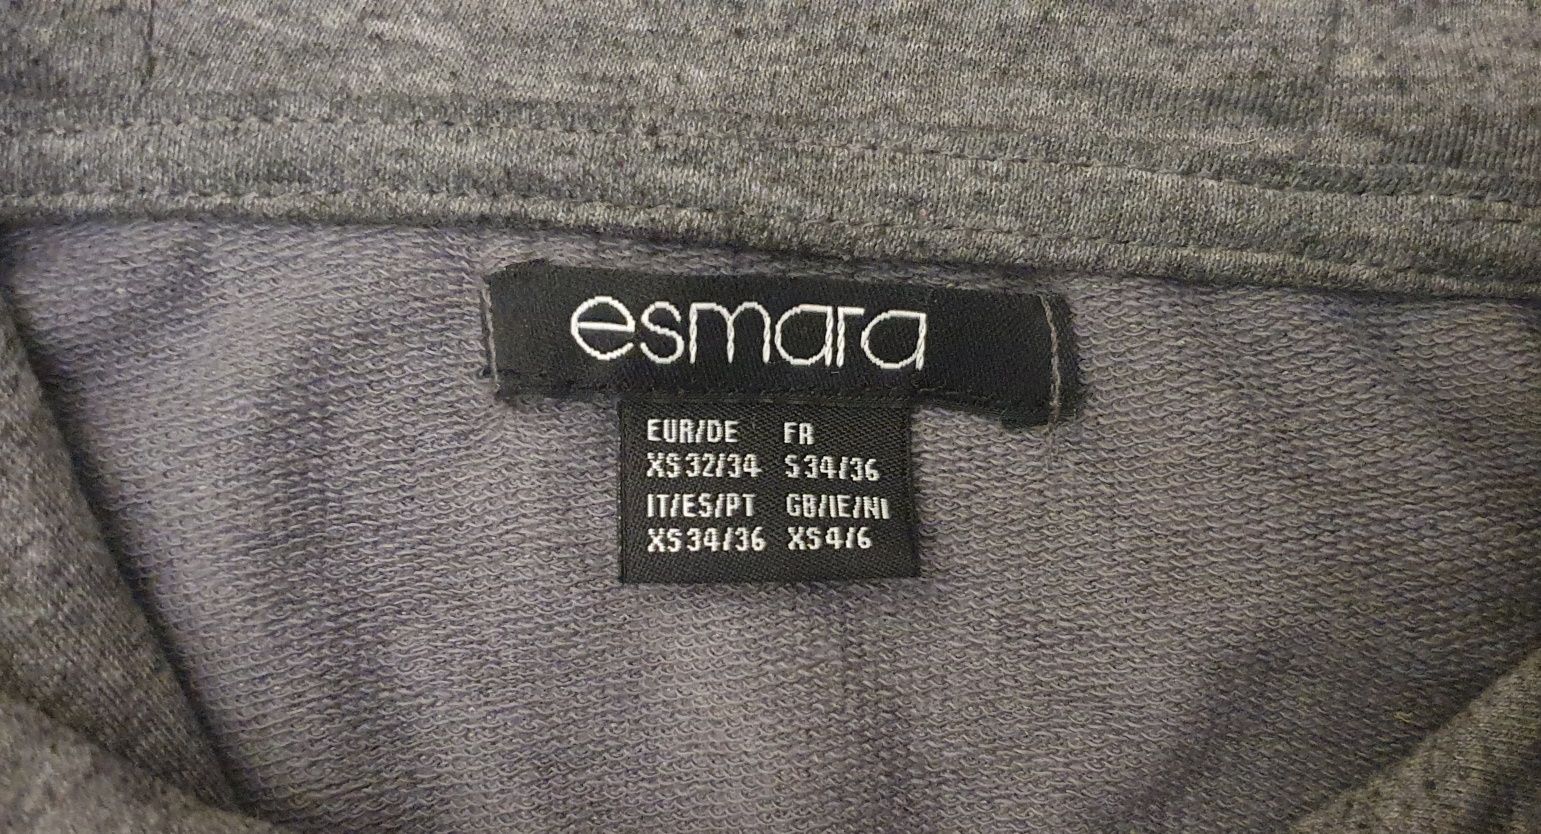 esmara
EUR/DE FR
XS 32/34 S 34/36
IT/ES/PT GB/IE/NI
XS 34/36 XS 4/6